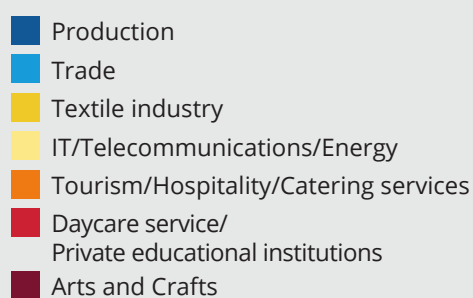 Production
Trade
Textile industry
IT/Telecommunications/Energy
Tourism/Hospitality/Catering services
Daycare service/
Private educational institutions
Arts and Crafts